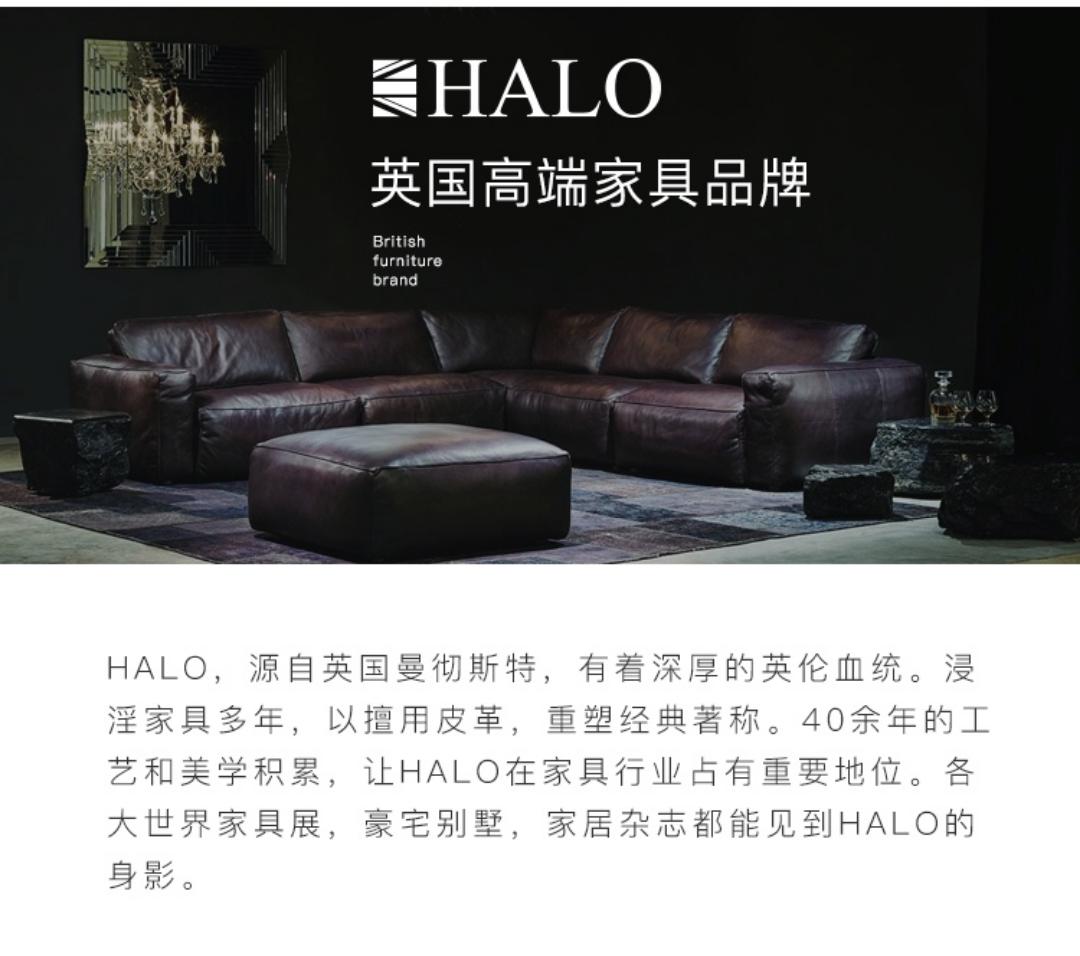 HALO
英国高端家具品牌
British
furniture
brand
HALO，源自英国曼彻斯特，有着深厚的英伦血统。浸
淫家具多年，以擅用皮革，重塑经典著称。40余年的工
艺和美学积累，让HALO在家具行业占有重要地位。各
大世界家具展，豪宅别墅，家居杂志都能见到HALO的
身影。